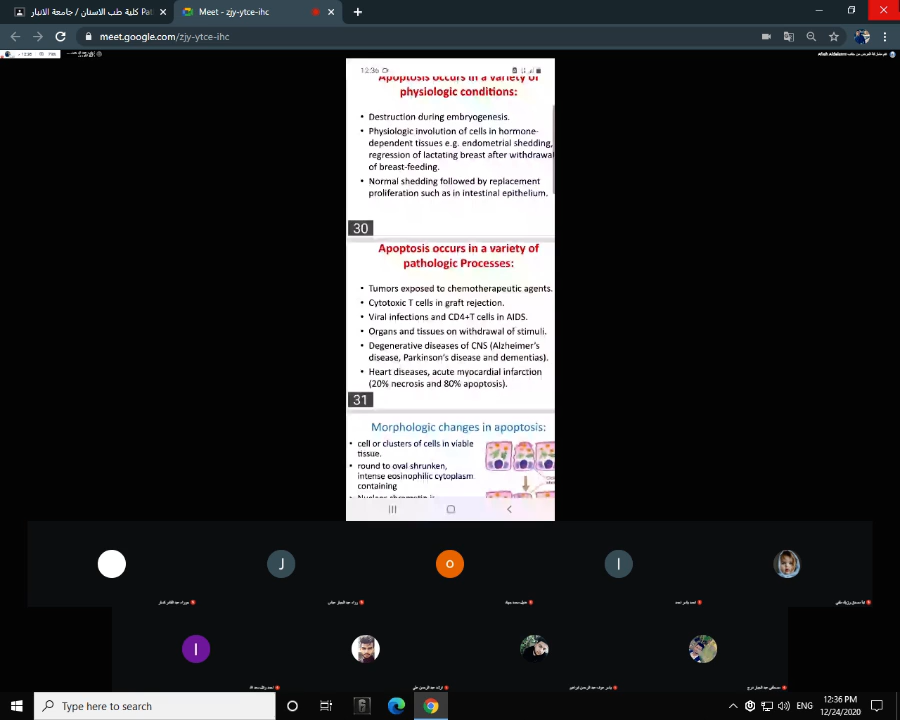 كلية طب الاسنان / جامعة الانبار Pat
Meet - zjy-ytce-ihc
meet.google.com/zjy-ytce-ihc
12:36
Apoptosis occurs in a variety of
physiologic conditions:
• Destruction during embryogenesis.
• Physiologic involution of cells in hormone-
dependent tissues e.g. endometrial shedding,
regression of lactating breast after withdrawal
of breast-feeding.
• Normal shedding followed by replacement
proliferation such as in intestinal epithelium.
30
Apoptosis occurs in a variety of
pathologic Processes:
• Tumors exposed to chemotherapeutic agents.
• Cytotoxic T cells in graft rejection.
• Viral infections and CD4+T cells in AIDS.
• Organs and tissues on withdrawal of stimuli.
• Degenerative diseases of CNS (Alzheimer's
disease, Parkinson's disease and dementias).
• Heart diseases, acute myocardial infarction
(20% necrosis and 80% apoptosis).
31
Morphologic changes in apoptosis:
• cell or clusters of cells in viable
tissue.
• round to oval shrunken,
intense eosinophilic cytoplasm
containing
• Nuclear chromatin is
J
o
I
I
Type here to search
ENG
12:36 PM
12/24/2020